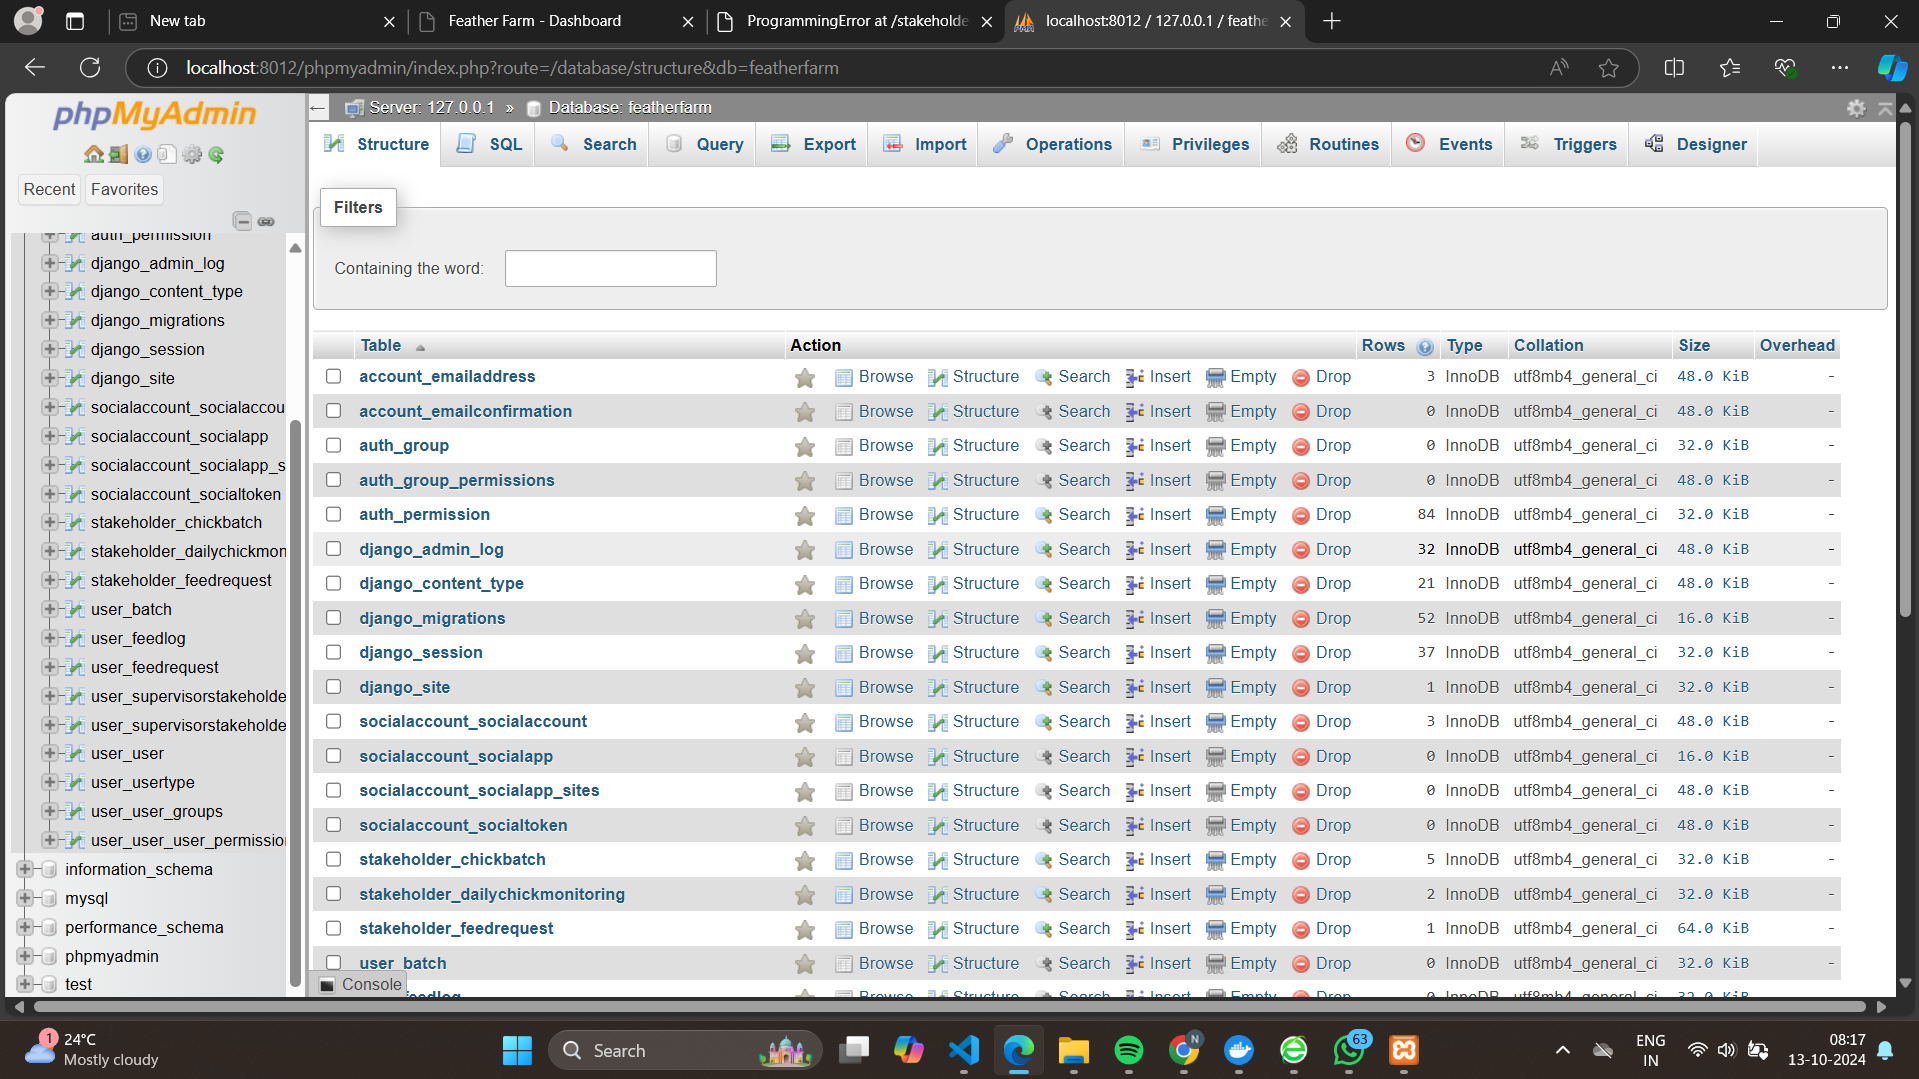 New tab
Feather Farm - Dashboard
ProgrammingError at /stakeholde
localhost:8012 / 127.0.0.1 / feathe
localhost:8012/phpmyadmin/index.php?route=/database/structure&db=featherfarm
phpMyAdmin
Recent Favorites
auth_permission
django_admin_log
django_content_type
django_migrations
django_session
django_site
socialaccount_socialaccou
socialaccount_socialapp
socialaccount_socialapp_s
socialaccount_socialtoken
stakeholder_chickbatch
stakeholder_dailychickmon
stakeholder_feedrequest
user_batch
user_feedlog
user_feedrequest
user_supervisorstakeholde
user_supervisorstakeholde
user_user
user_usertype
user_user_groups
user_user_user_permissio
information_schema
mysql
performance_schema
phpmyadmin
test
Server: 127.0.0.1 » Database: featherfarm
Structure SQL Search Query Export Import Operations Privileges Routines Events Triggers Designer
Filters
Containing the word:
Table Action Rows Type Collation Size Overhead
account_emailaddress Browse Structure Search Insert Empty Drop 3 InnoDB utf8mb4_general_ci 48.0 KiB -
account_emailconfirmation Browse Structure Search Insert Empty Drop 0 InnoDB utf8mb4_general_ci 48.0 KiB -
auth_group Browse Structure Search Insert Empty Drop 0 InnoDB utf8mb4_general_ci 32.0 KiB -
auth_group_permissions Browse Structure Search Insert Empty Drop 0 InnoDB utf8mb4_general_ci 48.0 KiB -
auth_permission Browse Structure Search Insert Empty Drop 84 InnoDB utf8mb4_general_ci 32.0 KiB -
django_admin_log Browse Structure Search Insert Empty Drop 32 InnoDB utf8mb4_general_ci 48.0 KiB -
django_content_type Browse Structure Search Insert Empty Drop 21 InnoDB utf8mb4_general_ci 48.0 KiB -
django_migrations Browse Structure Search Insert Empty Drop 52 InnoDB utf8mb4_general_ci 16.0 KiB -
django_session Browse Structure Search Insert Empty Drop 37 InnoDB utf8mb4_general_ci 32.0 KiB -
django_site Browse Structure Search Insert Empty Drop 1 InnoDB utf8mb4_general_ci 32.0 KiB -
socialaccount_socialaccount Browse Structure Search Insert Empty Drop 3 InnoDB utf8mb4_general_ci 48.0 KiB -
socialaccount_socialapp Browse Structure Search Insert Empty Drop 0 InnoDB utf8mb4_general_ci 16.0 KiB -
socialaccount_socialapp_sites Browse Structure Search Insert Empty Drop 0 InnoDB utf8mb4_general_ci 48.0 KiB -
socialaccount_socialtoken Browse Structure Search Insert Empty Drop 0 InnoDB utf8mb4_general_ci 48.0 KiB -
stakeholder_chickbatch Browse Structure Search Insert Empty Drop 5 InnoDB utf8mb4_general_ci 32.0 KiB -
stakeholder_dailychickmonitoring Browse Structure Search Insert Empty Drop 2 InnoDB utf8mb4_general_ci 32.0 KiB -
stakeholder_feedrequest Browse Structure Search Insert Empty Drop 1 InnoDB utf8mb4_general_ci 64.0 KiB -
user_batch Browse Structure Search Insert Empty Drop 0 InnoDB utf8mb4_general_ci 32.0 KiB -
Console
1 24°C
Mostly cloudy
Search
N
63
ENG
IN
08:17
13-10-2024